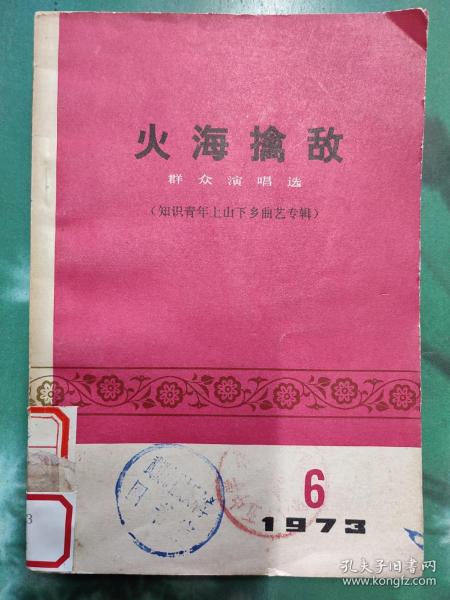 火海擒敌
群众演唱选
（知识青年上山下乡曲艺专辑）
6
1973
3
孔夫子旧书网
www.kongfz.com